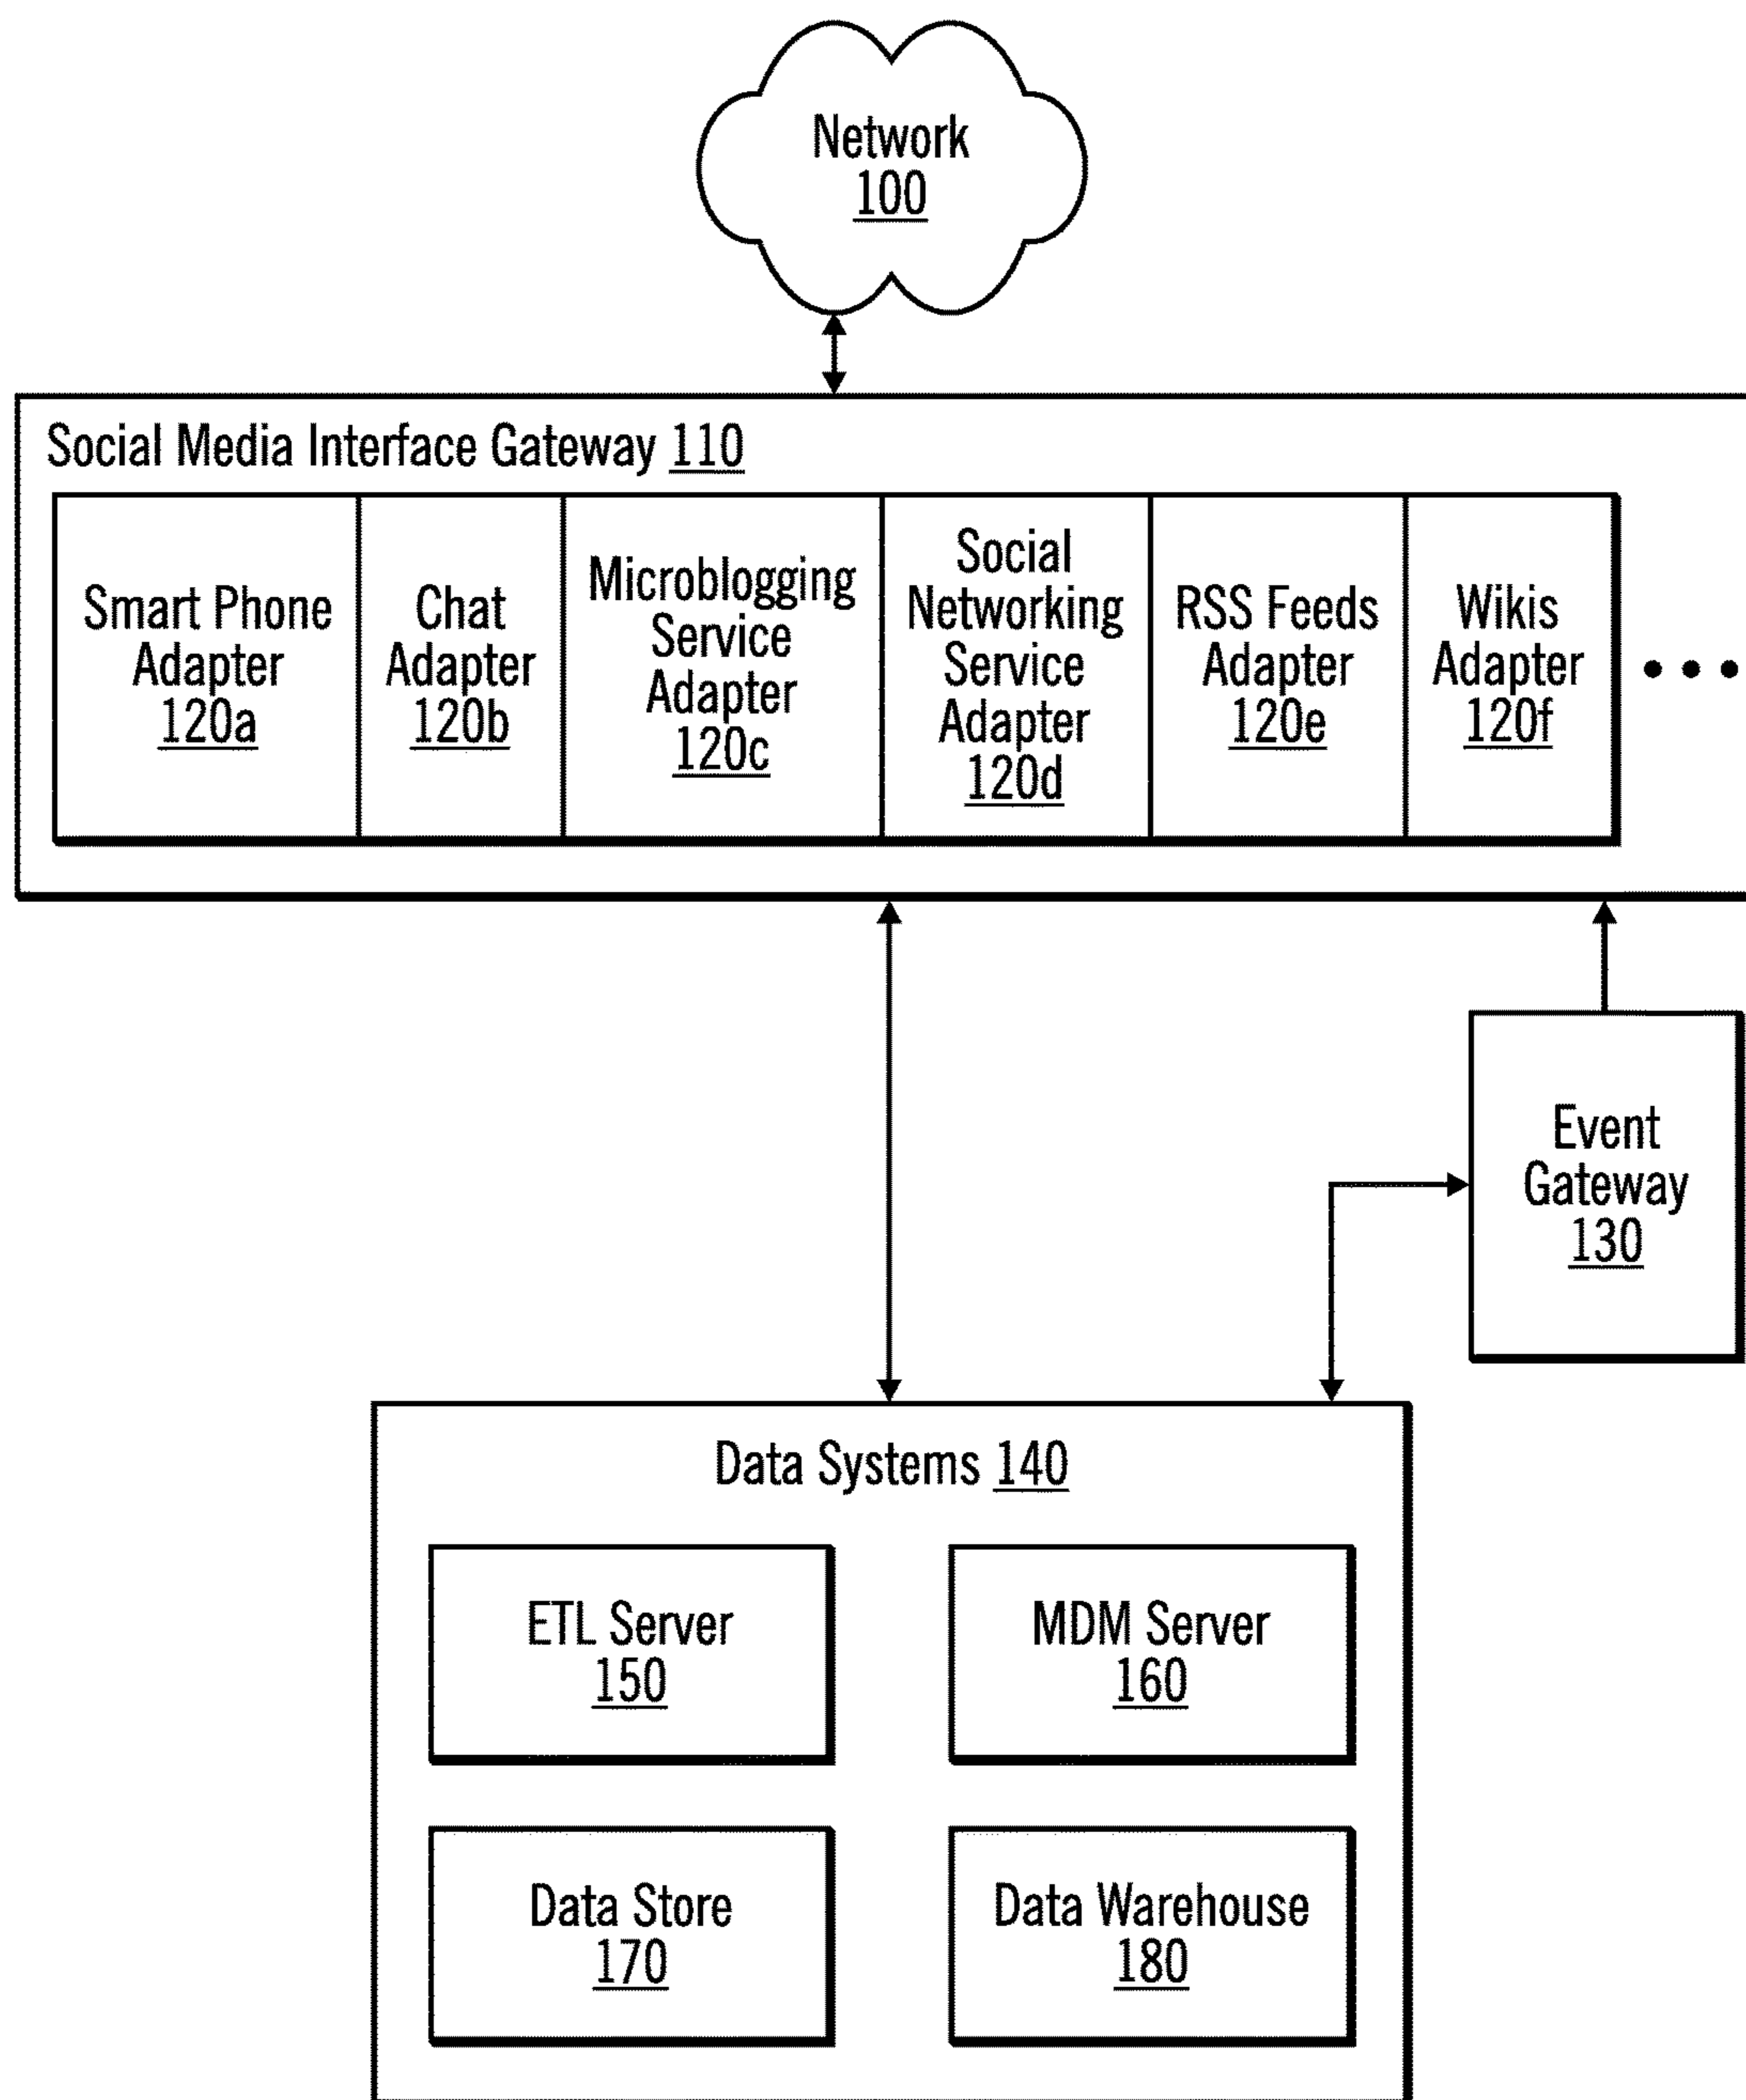 Network
100
Social Media Interface Gateway 110
Smart Phone
Adapter
120a
Chat
Adapter
120b
Microblogging
Service
Adapter
120c
Social
Networking
Service
Adapter
120d
RSS Feeds
Adapter
120e
Wikis
Adapter
120f
Event
Gateway
130
Data Systems 140
ETL Server
150
MDM Server
160
Data Store
170
Data Warehouse
180